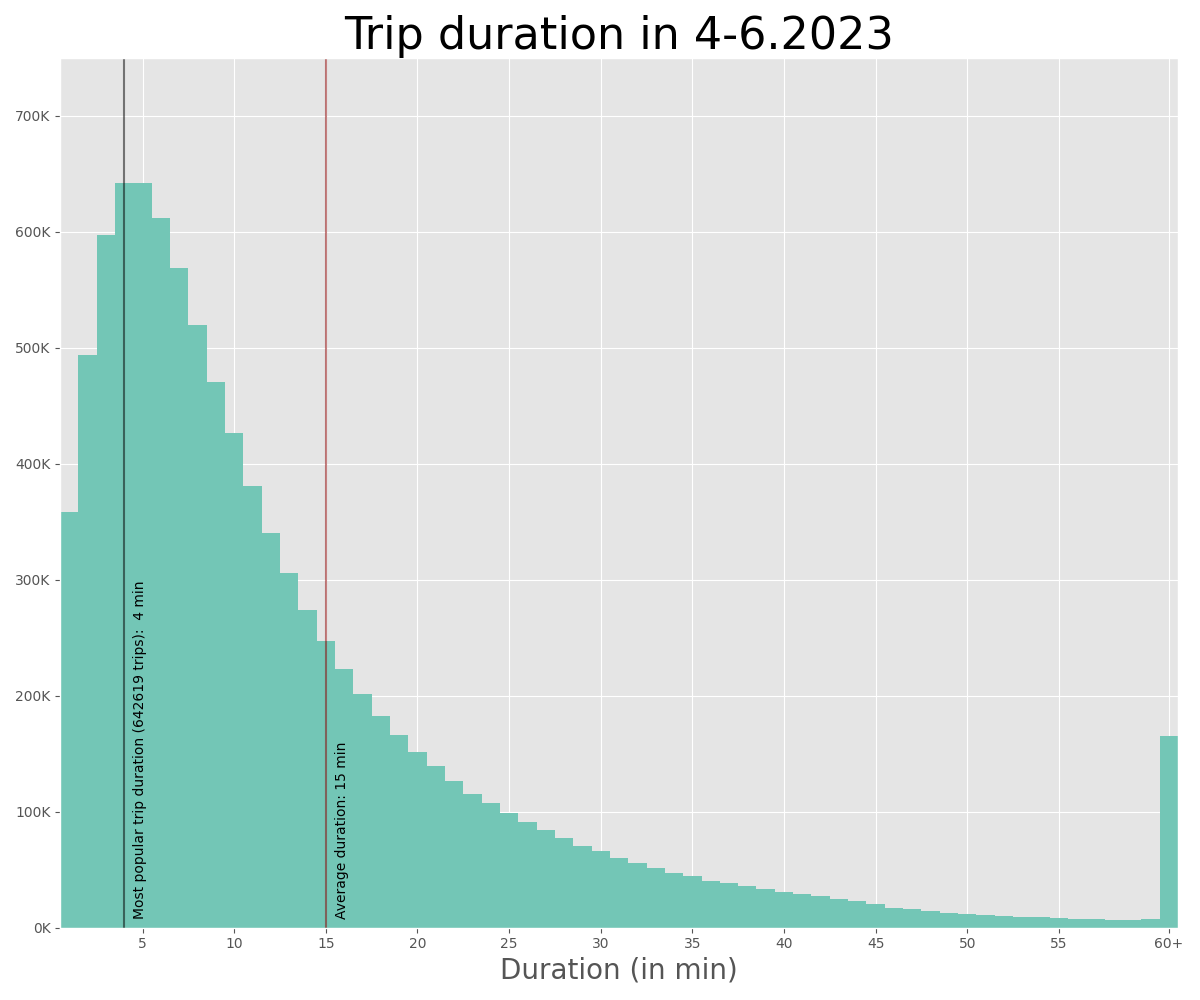 Trip duration in 4-6.2023
700K
600K
500K
400K
300K
200K
100K
0K
Most popular trip duration (642619 trips):  4 min
Average duration: 15 min
5 10 15 20 25 30 35 40 45 50 55 60+
Duration (in min)